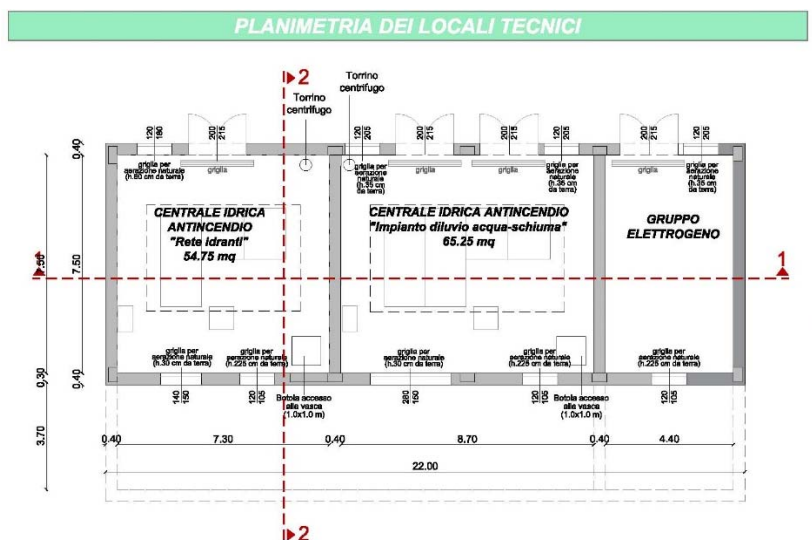 PLANIMETRIA DEI LOCALI TECNICI
2
Torrino
centrifugo
Torrino
centrifugo
120
180
200
215
120
205
200
215
200
215
120
205
200
215
120
205
0.40
0.40
griglia per
aerazione naturale
(h.80 cm da terra)
griglia
griglia per
aerazione
naturale
(h.35 cm
da terra)
griglia
griglia
griglia per
aerazione
naturale
(h.35 cm
da terra)
griglia
griglia per
aerazione
naturale
(h.35 cm
da terra)
CENTRALE IDRICA
ANTINCENDIO
"Rete idranti"
54.75 mq
CENTRALE IDRICA ANTINCENDIO
"Impianto diluvio acqua-schiuma"
65.25 mq
GRUPPO
ELETTROGENO
7.50
7.50
1
1
griglia per
aerazione naturale
(h.30 cm da terra)
griglia per
aerazione naturale
(h.225 cm da terra)
griglia per
aerazione naturale
(h.30 cm da terra)
griglia per
aerazione naturale
(h.225 cm da terra)
griglia per
aerazione naturale
(h.225 cm da terra)
0.30
0.40
140
150
120
105
Botola accesso
alla vasca
(1.0x1.0 m)
280
150
120
105
Botola accesso
alla vasca
(1.0x1.0 m)
120
105
3.70
0.40
7.30
0.40
8.70
0.40
4.40
22.00
2